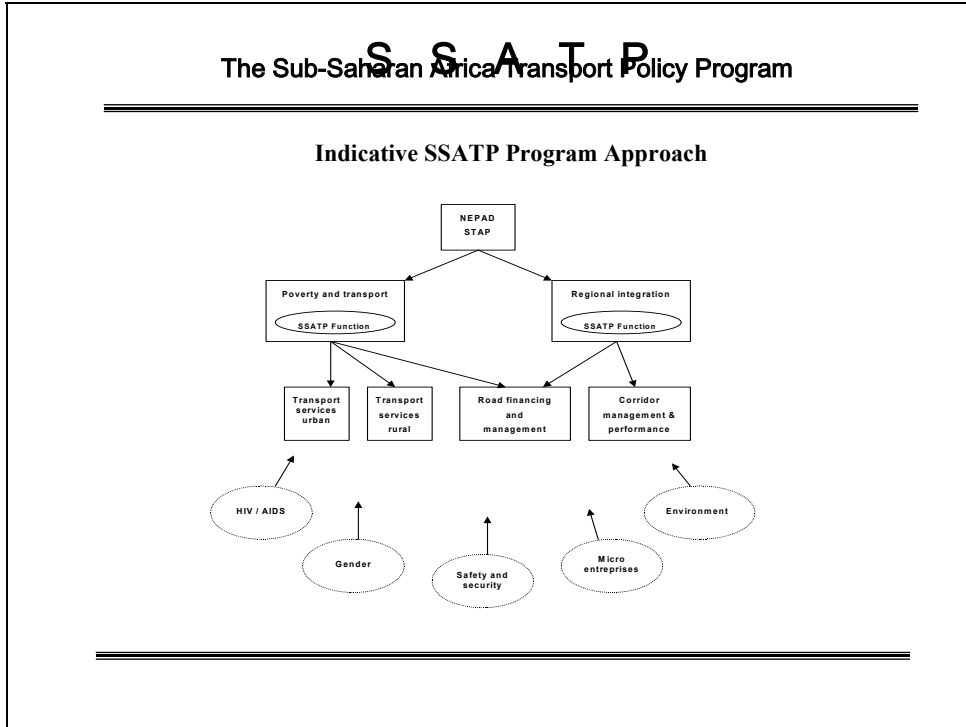 S S A T P
The Sub-Saharan Africa Transport Policy Program
Indicative SSATP Program Approach
NEPAD
STAP
Poverty and transport
SSATP Function
Regional integration
SSATP Function
Transport
services
urban
Transport
services
rural
Road financing
and
management
Corridor
management &
performance
HIV / AIDS
Gender
Safety and
security
Micro
entreprises
Environment